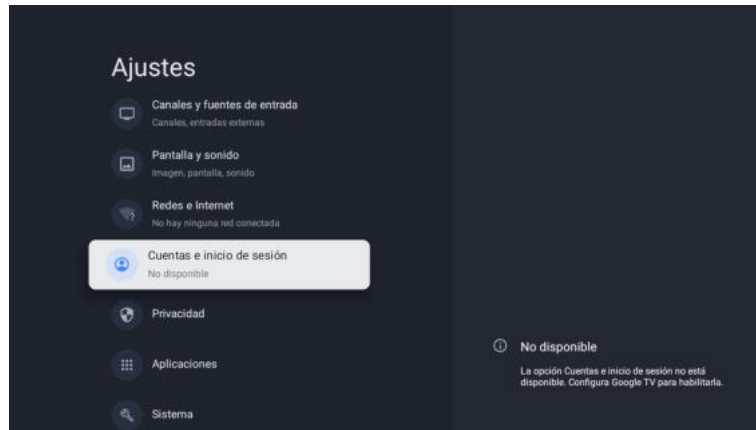 Ajustes
Canales y fuentes de entrada
Canales, entradas externas
Pantalla y sonido
Imagen, pantalla, sonido
Redes e Internet
No hay ninguna red conectada
Cuentas e inicio de sesión
No disponible
Privacidad
Aplicaciones
Sistema
No disponible
La opción Cuentas e inicio de sesión no está
disponible. Configura Google TV para habilitarla.